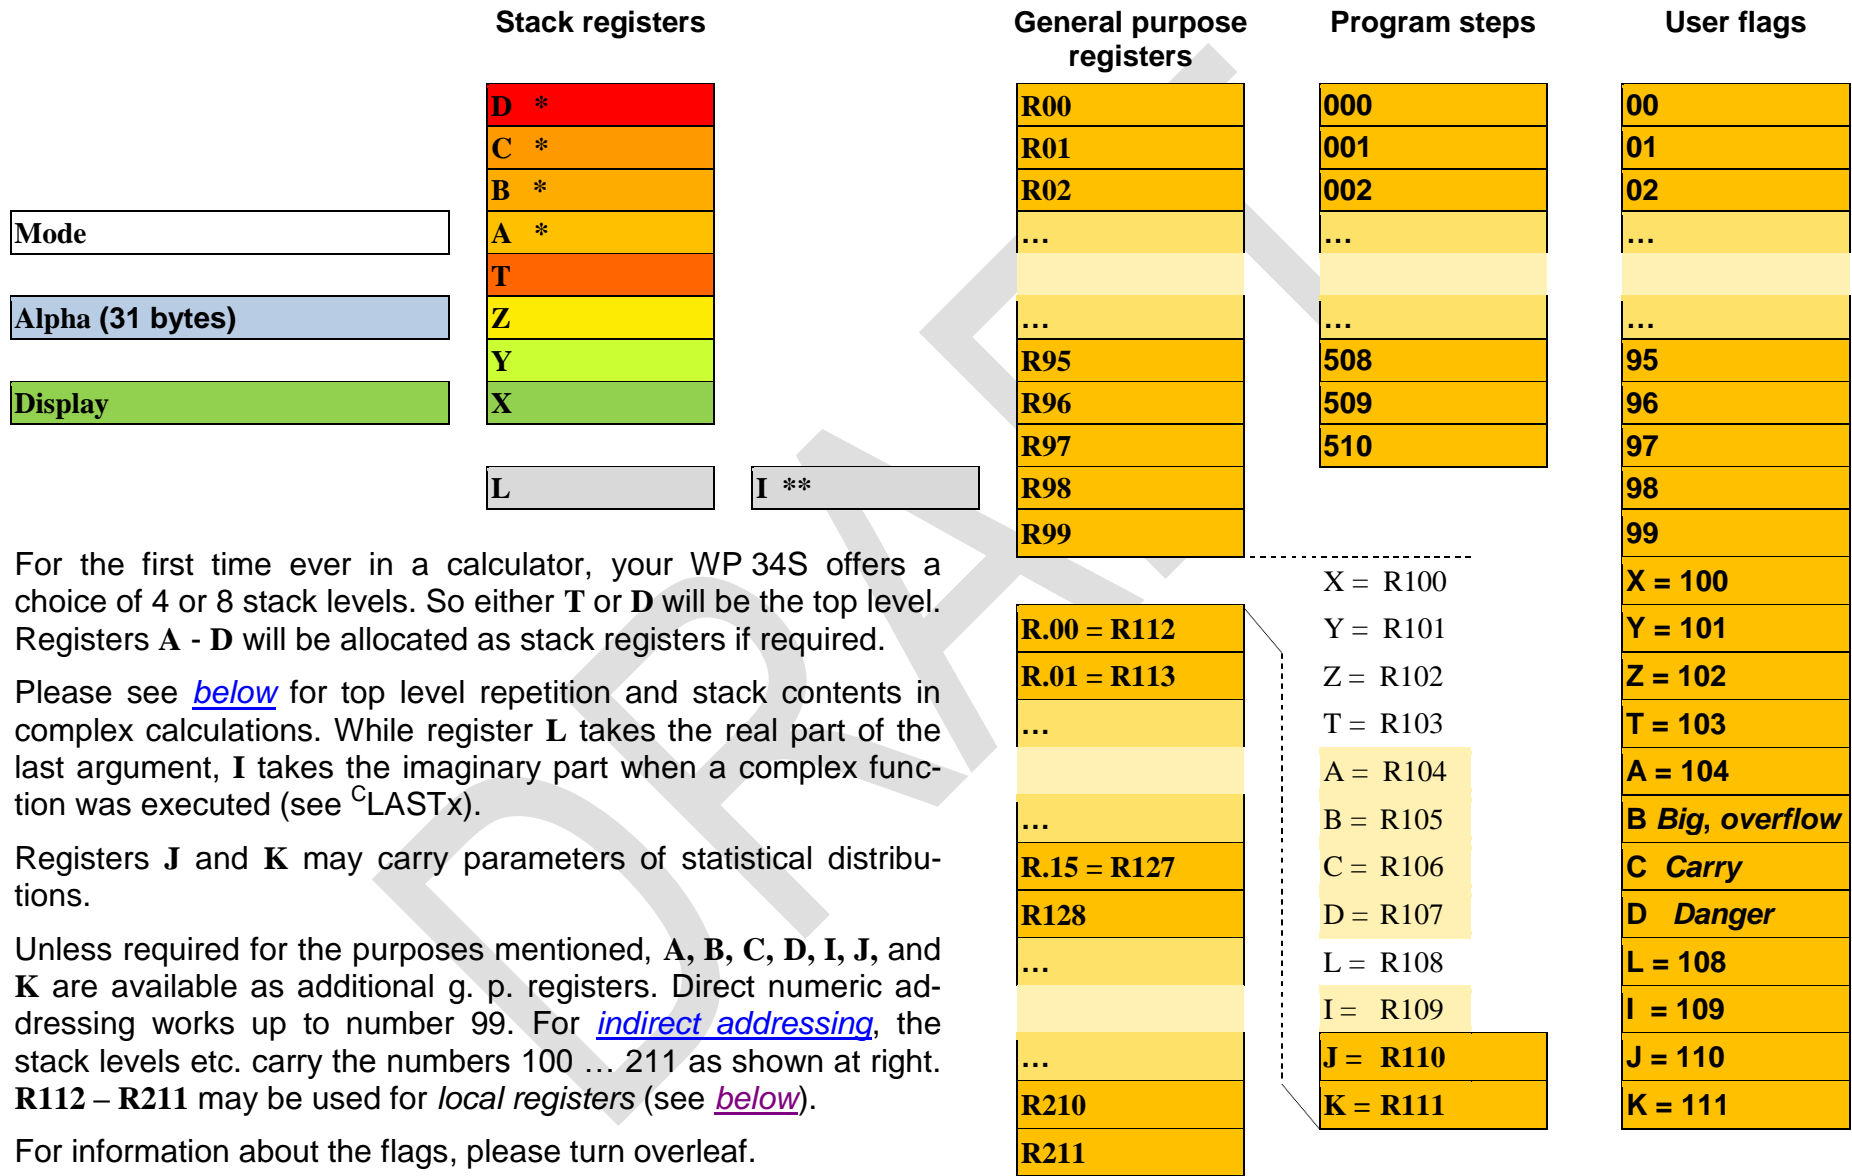 Stack registers
General purpose
registers
Program steps
User flags
Mode
Alpha (31 bytes)
Display
D *
C *
B *
A *
T
Z
Y
X
L
I **
R00
R01
R02
…
…
R95
R96
R97
R98
R99
000
001
002
…
…
508
509
510
00
01
02
…
…
95
96
97
98
99
X = 100
Y = 101
Z = 102
T = 103
A = 104
B Big, overflow
C Carry
D Danger
L = 108
I = 109
J = 110
K = 111
R.00 = R112
R.01 = R113
…
…
R.15 = R127
R128
…
…
R210
R211
X = R100
Y = R101
Z = R102
T = R103
A = R104
B = R105
C = R106
D = R107
L = R108
I = R109
J = R110
K = R111
For the first time ever in a calculator, your WP 34S offers a
choice of 4 or 8 stack levels. So either T or D will be the top level.
Registers A - D will be allocated as stack registers if required.
Please see below for top level repetition and stack contents in
complex calculations. While register L takes the real part of the
last argument, I takes the imaginary part when a complex func-
tion was executed (see CLASTx).
Registers J and K may carry parameters of statistical distribu-
tions.
Unless required for the purposes mentioned, A, B, C, D, I, J, and
K are available as additional g. p. registers. Direct numeric ad-
dressing works up to number 99. For indirect addressing, the
stack levels etc. carry the numbers 100 … 211 as shown at right.
R112 – R211 may be used for local registers (see below).
For information about the flags, please turn overleaf.
DRAFT